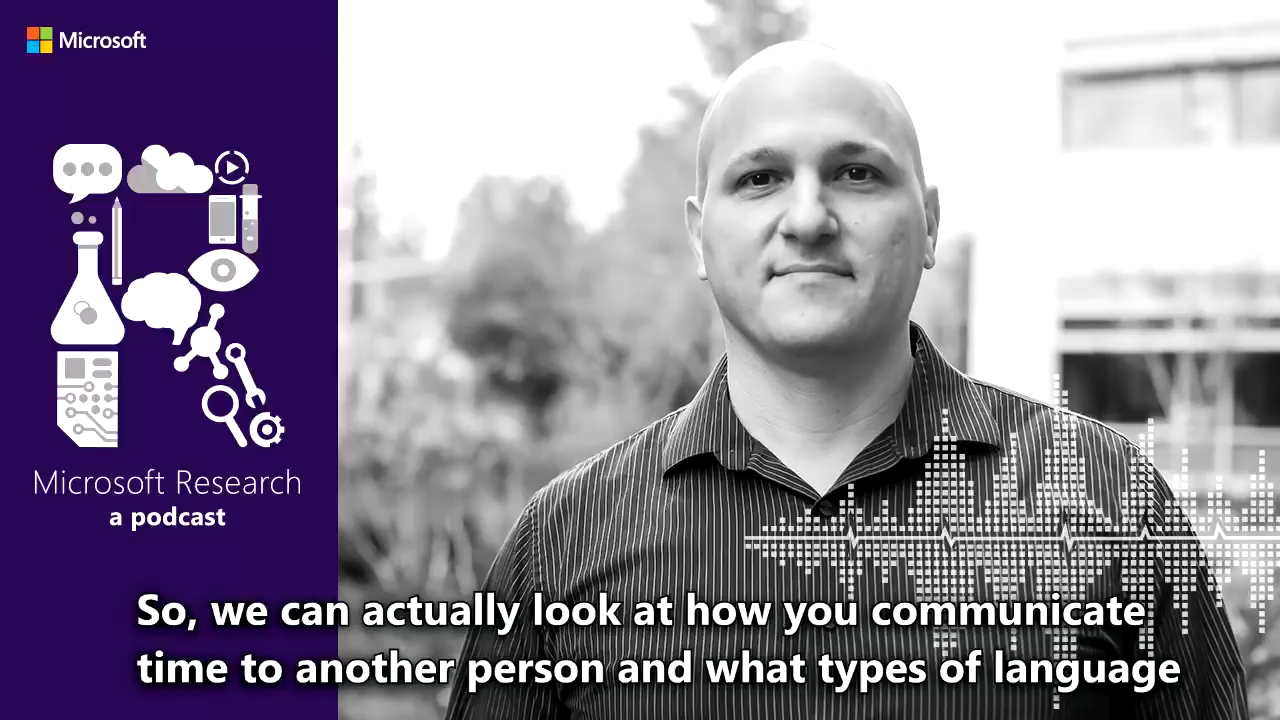 Microsoft
Microsoft Research
a podcast
So, we can actually look at how you communicate
time to another person and what types of language